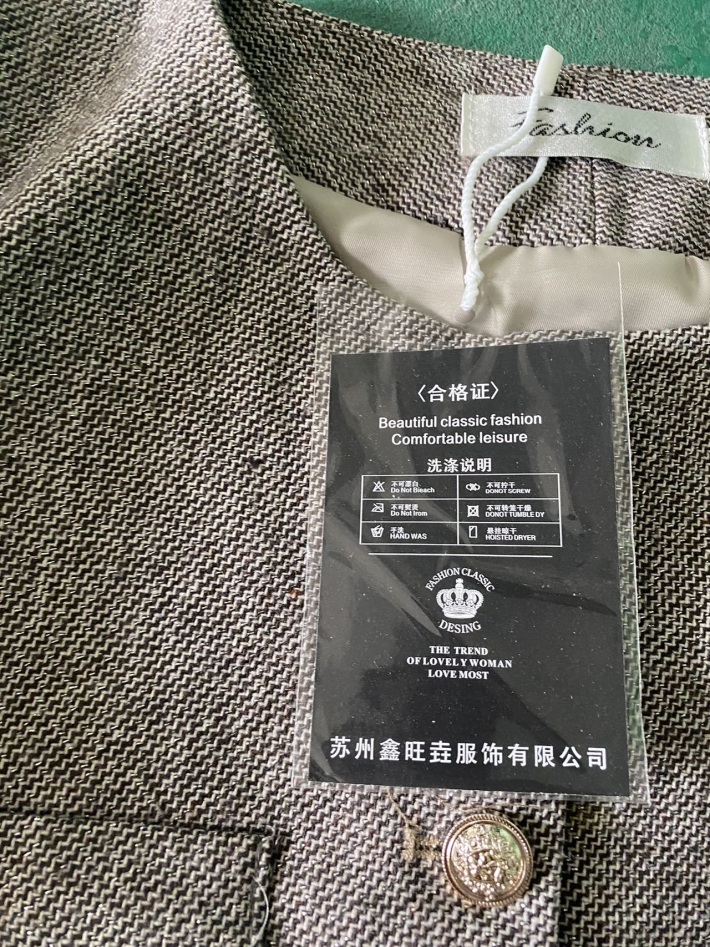 Fashion
〈合格证〉
Beautiful classic fashion
Comfortable leisure
洗涤说明
不可漂白
Do Not Bleach
不可拧干
DONOT SCREW
不可熨烫
Do Not Irom
不可转笼干燥
DONOT TUMBLE DY
手洗
HAND WAS
悬挂晾干
HOISTED DRYER
FASHION CLASSIC
DESING
THE TREND
OF LOVELY WOMAN
LOVE MOST
苏州鑫旺垚服饰有限公司